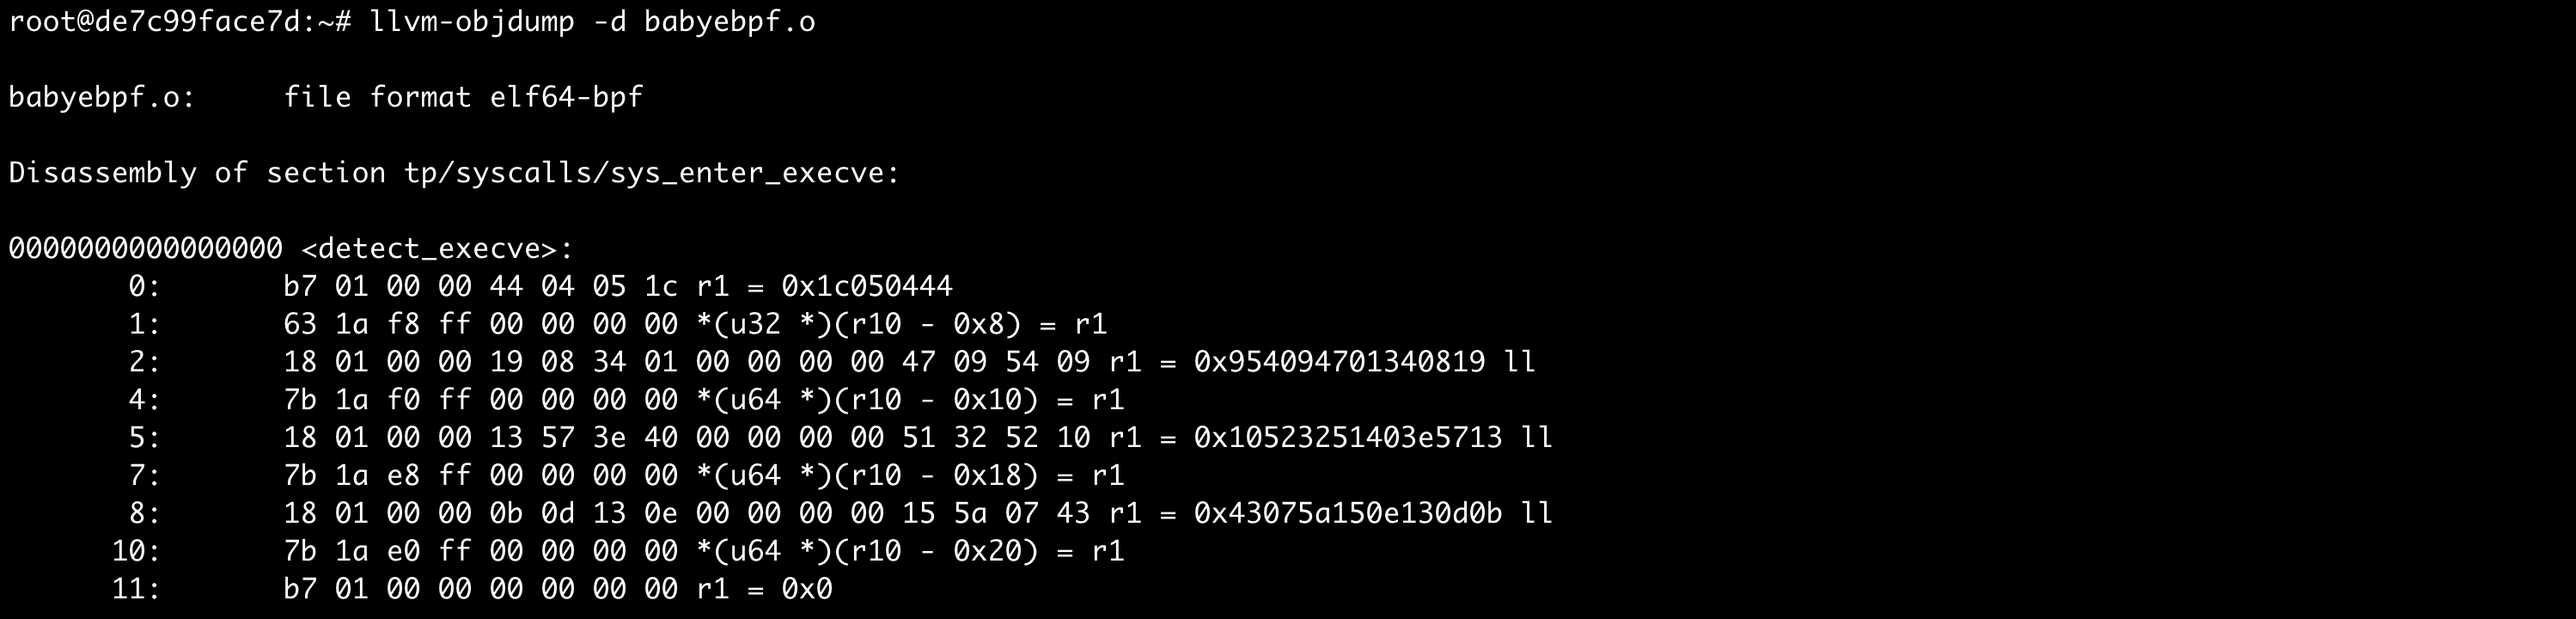 root@de7c99face7d:~# llvm-objdump -d babyebpf.o
babyebpf.o:     file format elf64-bpf
Disassembly of section tp/syscalls/sys_enter_execve:
0000000000000000 <detect_execve>:
       0:       b7 01 00 00 44 04 05 1c r1 = 0x1c050444
       1:       63 1a f8 ff 00 00 00 00 *(u32 *)(r10 - 0x8) = r1
       2:       18 01 00 00 19 08 34 01 00 00 00 00 47 09 54 09 r1 = 0x954094701340819 ll
       4:       7b 1a f0 ff 00 00 00 00 *(u64 *)(r10 - 0x10) = r1
       5:       18 01 00 00 13 57 3e 40 00 00 00 00 51 32 52 10 r1 = 0x10523251403e5713 ll
       7:       7b 1a e8 ff 00 00 00 00 *(u64 *)(r10 - 0x18) = r1
       8:       18 01 00 00 0b 0d 13 0e 00 00 00 00 15 5a 07 43 r1 = 0x43075a150e130d0b ll
      10:       7b 1a e0 ff 00 00 00 00 *(u64 *)(r10 - 0x20) = r1
      11:       b7 01 00 00 00 00 00 00 r1 = 0x0